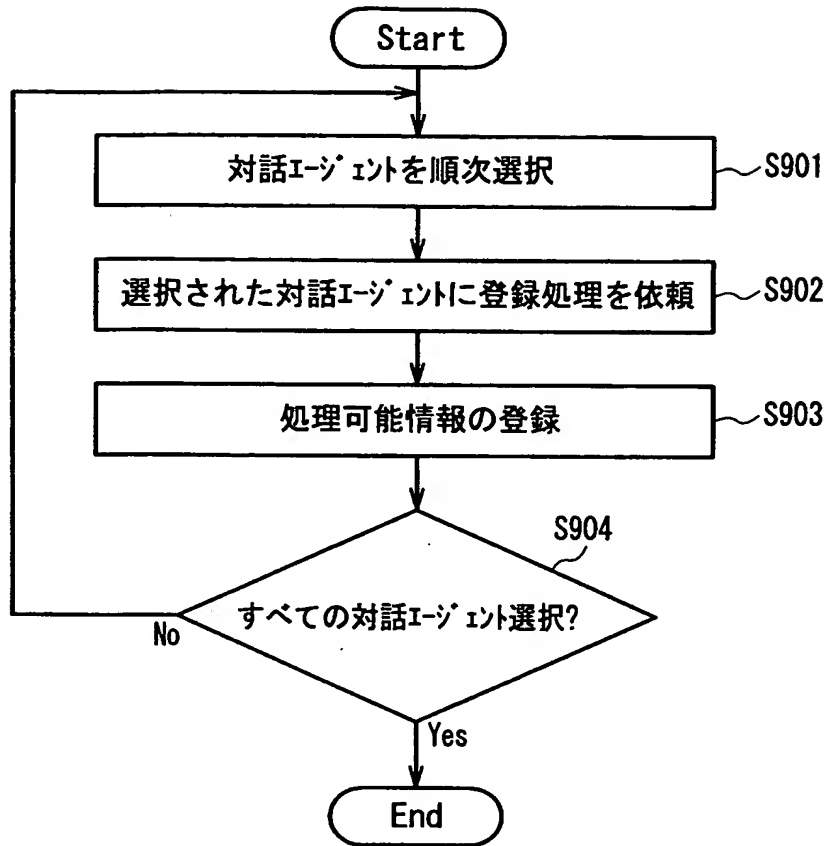 Start
対話ｴｰｼﾞｪﾝﾄを順次選択
S901
選択された対話ｴｰｼﾞｪﾝﾄに登録処理を依頼
S902
処理可能情報の登録
S903
S904
すべての対話ｴｰｼﾞｪﾝﾄ選択?
No
Yes
End